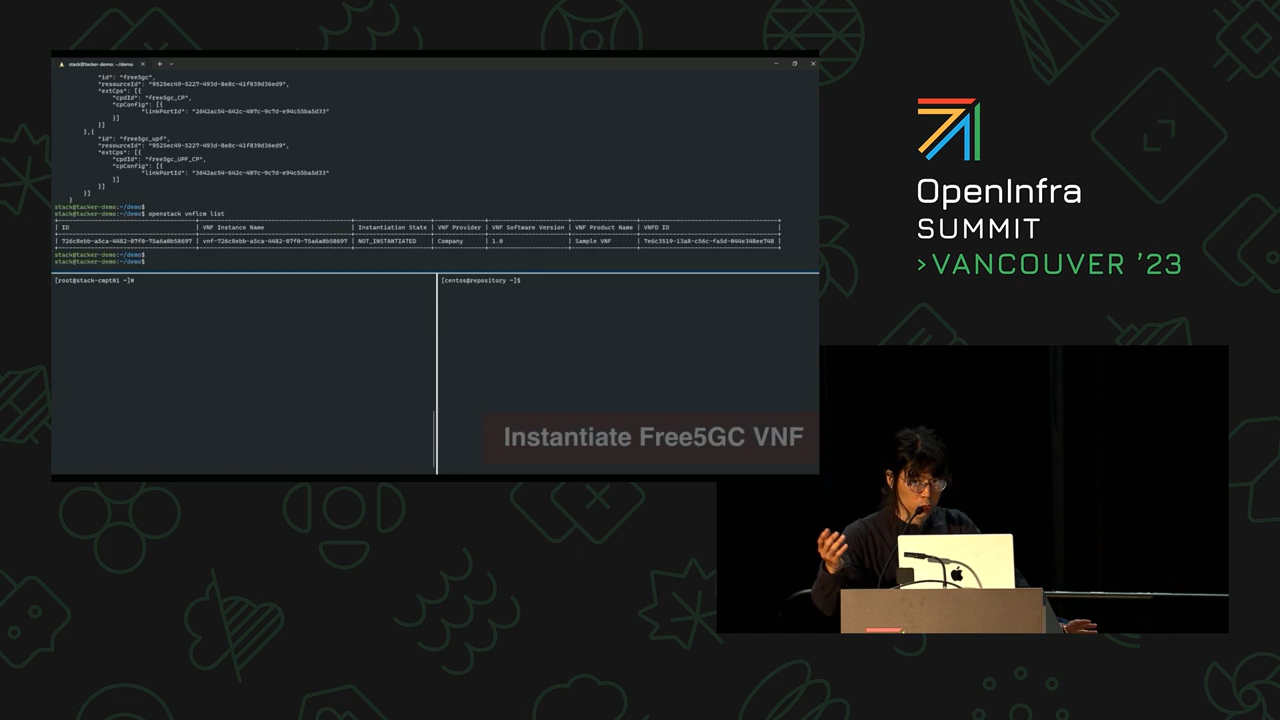 stack@tacker-demo: ~/demo
"id": "free5gc",
"resourceId": "9525ec49-5227-493d-8e8c-41f839d36ed9",
"extCps": [{
"cpdId": "free5gc_CP",
"cpConfig": [{
"linkPortId": "2642ac54-642c-407c-9c7d-e94c55ba5d33"
}]
}]
},{
"id": "free5gc_upf",
"resourceId": "9525ec49-5227-493d-8e8c-41f839d36ed9",
"extCps": [{
"cpdId": "free5gc_UPF_CP",
"cpConfig": [{
"linkPortId": "3642ac54-642c-407c-9c7d-e94c55ba5d33"
}]
}]
}]
}
stack@tacker-demo:~/demo$
stack@tacker-demo:~/demo$ openstack vnflcm list
| ID | VNF Instance Name | Instantiation State | VNF Provider | VNF Software Version | VNF Product Name | VNFD ID |
| 726c8ebb-a5ca-4482-87f0-75a6a0b58697 | vnf-726c8ebb-a5ca-4482-87f0-75a6a0b58697 | NOT_INSTANTIATED | Company | 1.0 | Sample VNF | 7e6c3519-13a8-c56c-fa5d-044e348ee748 |
stack@tacker-demo:~/demo$
stack@tacker-demo:~/demo$
[root@stack-cmpt01 ~]#
[centos@repository ~]$
Instantiate Free5GC VNF
OpenInfra
SUMMIT
>VANCOUVER '23